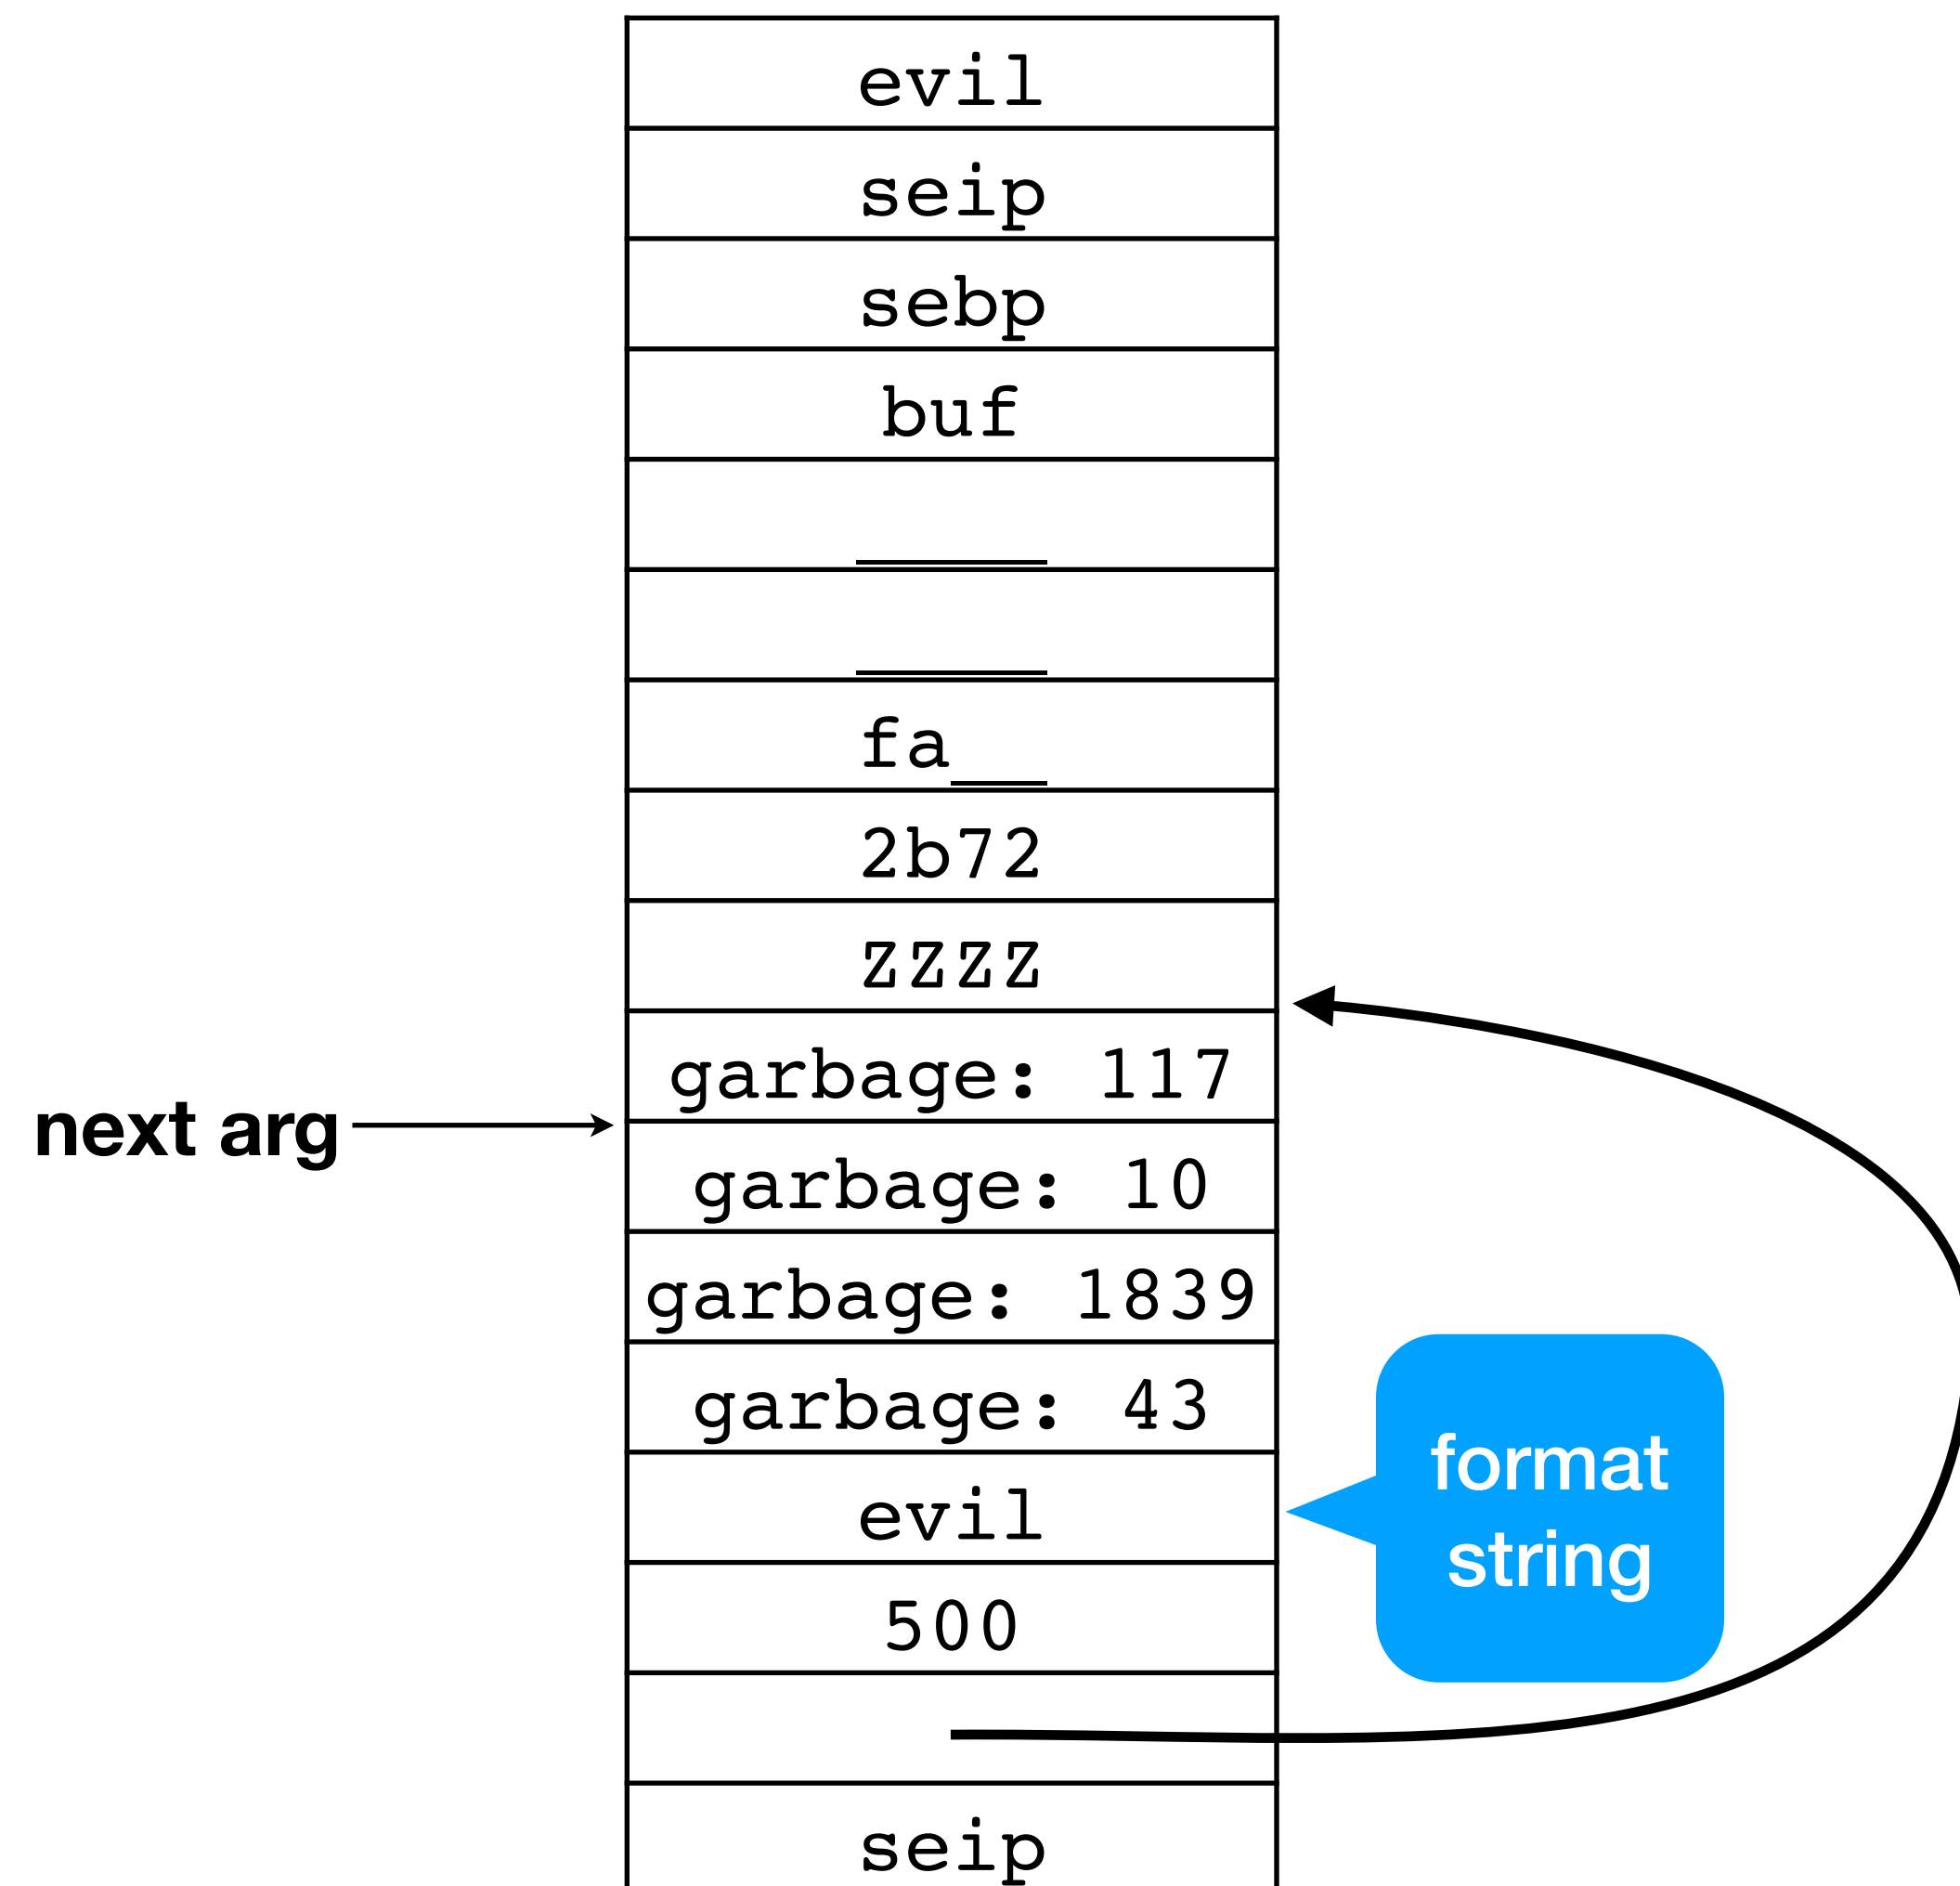 evil
seip
sebp
buf
____
____
fa__
2b72
ZZZZ
garbage: 117
next arg
garbage: 10
garbage: 1839
garbage: 43
evil
format
string
500
seip